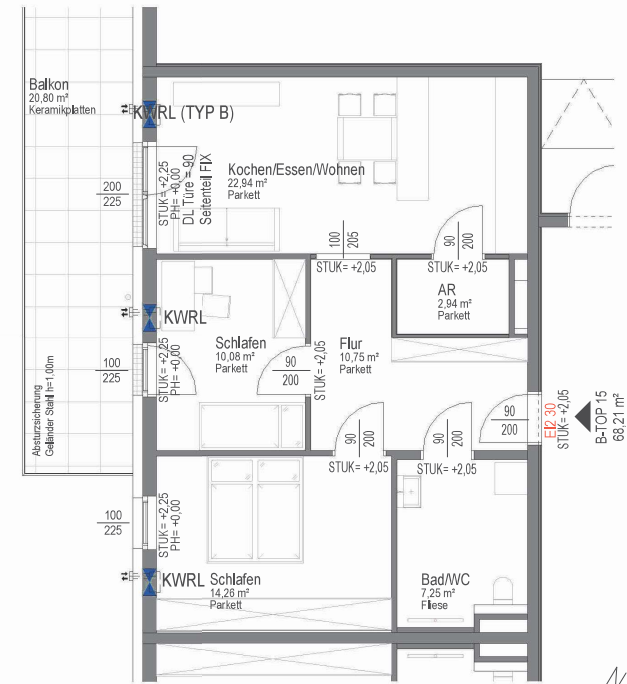 Balkon
20,80 m²
Keramikplatten
KWRL (TYP B)
200
225
STUK= +2,25
PH= +0,00
DL Türe = 90
Seitenteil FIX
Kochen/Essen/Wohnen
22,94 m²
Parkett
100
205
STUK= +2,05
90
200
STUK= +2,05
AR
2,94 m²
Parkett
KWRL
Schlafen
10,08 m²
Parkett
Flur
10,75 m²
Parkett
100
225
STUK= +2,25
PH= +0,00
90
200
STUK= +2,05
Absturzsicherung
Geländer Stahl h=1,00m
90
200
STUK= +2,05
90
200
STUK= +2,05
90
200
EI2 30
STUK= +2,05
B-TOP 15
68,21 m²
100
225
STUK= +2,25
PH= +0,00
KWRL
Schlafen
14,26 m²
Parkett
Bad/WC
7,25 m²
Fliese